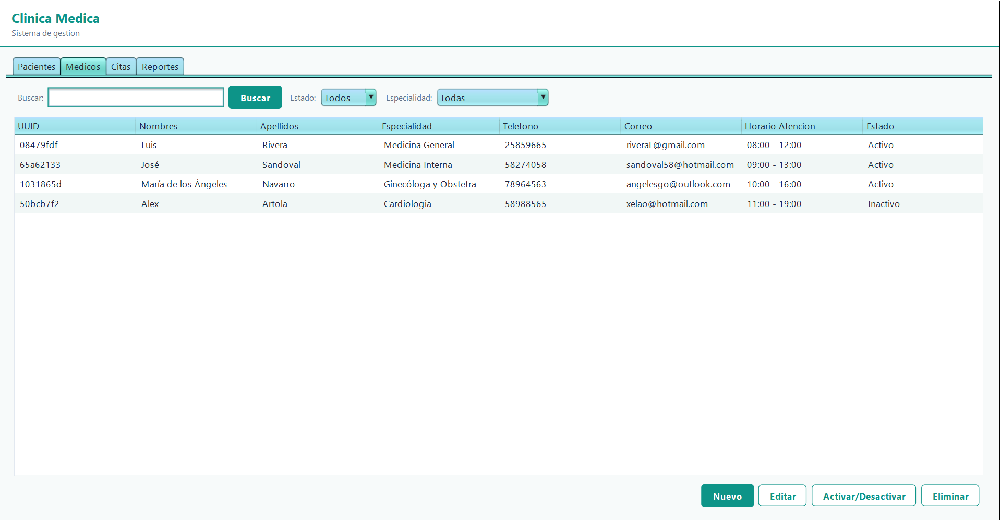 Clinica Medica
Sistema de gestion
Pacientes Medicos Citas Reportes
Buscar: Buscar Estado: Todos Especialidad: Todas
UUID Nombres Apellidos Especialidad Telefono Correo Horario Atencion Estado
08479fdf Luis Rivera Medicina General 25859665 riveraL@gmail.com 08:00 - 12:00 Activo
65a62133 José Sandoval Medicina Interna 58274058 sandoval58@hotmail.com 09:00 - 13:00 Activo
1031865d María de los Ángeles Navarro Ginecóloga y Obstetra 78964563 angelesgo@outlook.com 10:00 - 16:00 Activo
50bcb7f2 Alex Artola Cardiologia 58988565 xelao@hotmail.com 11:00 - 19:00 Inactivo
Nuevo Editar Activar/Desactivar Eliminar